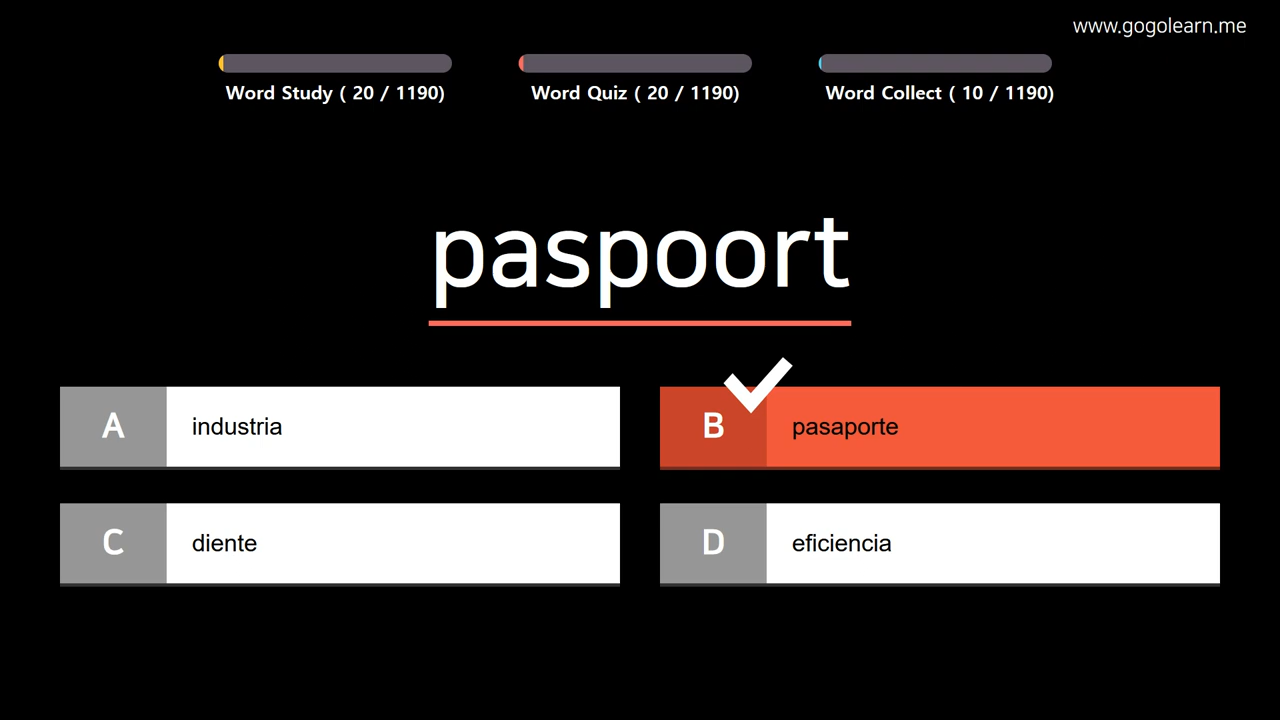 www.gogolearn.me
Word Study ( 20 / 1190)
Word Quiz ( 20 / 1190)
Word Collect ( 10 / 1190)
paspoort
A industria
B pasaporte
C diente
D eficiencia